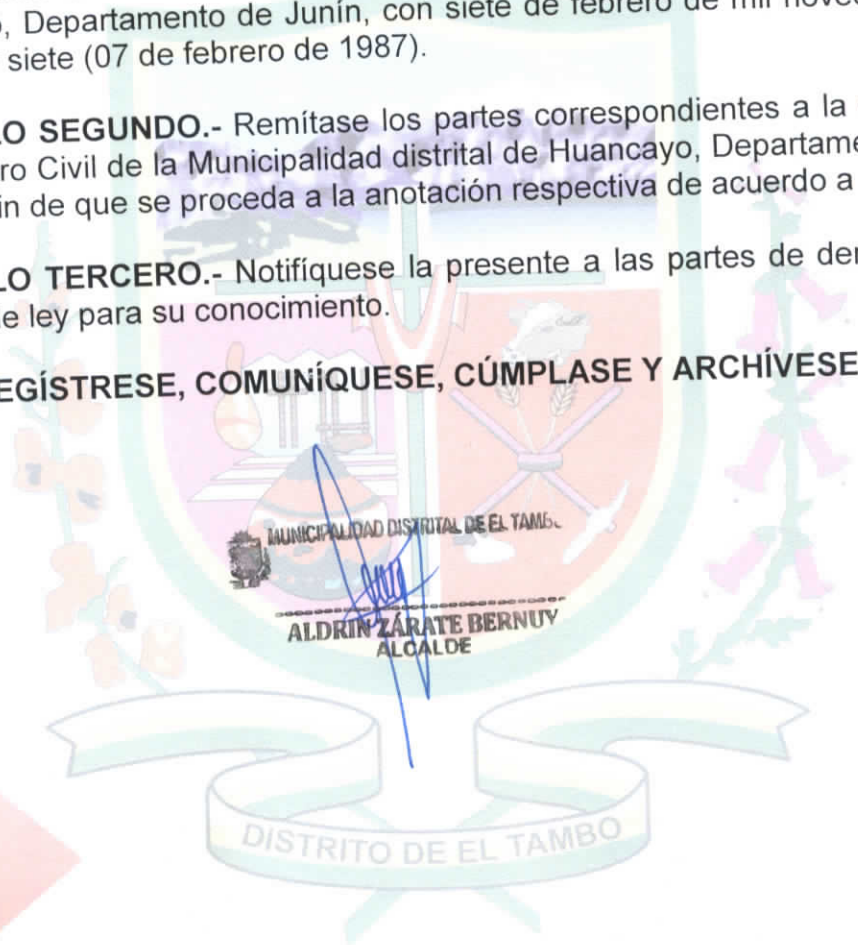 , Departamento de Junín, con siete de febrero de mil
siete (07 de febrero de 1987).
LO SEGUNDO.- Remítase los partes correspondientes a la
ro Civil de la Municipalidad distrital de Huancayo, Departame
in de que se proceda a la anotación respectiva de acuerdo a
LO TERCERO.- Notifíquese la presente a las partes de
e ley para su conocimiento.
EGÍSTRESE, COMUNÍQUESE, CÚMPLASE Y ARCHÍVESE
MUNICIPALIDAD DISTRITAL DE EL TAMBO
ALDRIN ZÁRATE BERNUY
ALCALDE
DISTRITO DE EL TAMBO